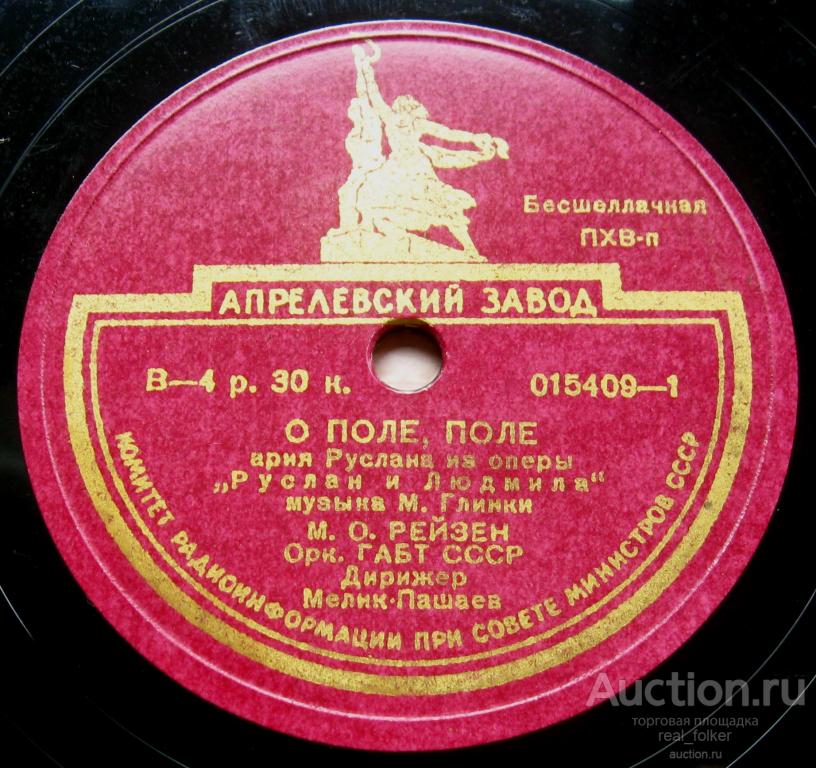 Бесшеллачная
ПХВ-п
АПРЕЛЕВСКИЙ ЗАВОД
В—4 р. 30 к.
015409—1
О ПОЛЕ, ПОЛЕ
ария Руслана из оперы
„Руслан и Людмила“
музыка М. Глинки
М. О. РЕЙЗЕН
Орк. ГАБТ СССР
Дирижер
Мелик-Пашаев
КОМИТЕТ РАДИОИНФОРМАЦИИ ПРИ СОВЕТЕ МИНИСТРОВ СССР
Auction.ru
торговая площадка
real_folker
auction.ru